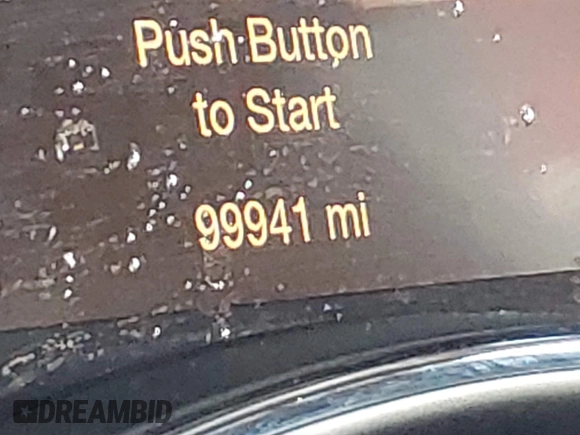 Push Button
to Start
99941 mi
DREAMBID